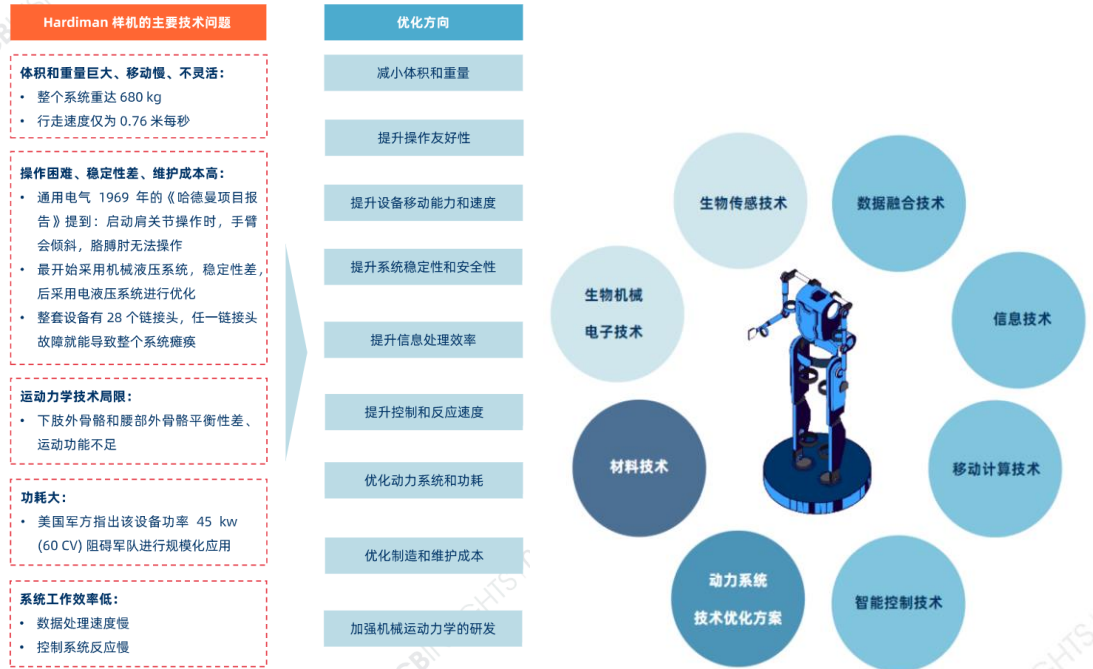 Hardiman 样机的主要技术问题
体积和重量巨大、移动慢、不灵活：
• 整个系统重达 680 kg
• 行走速度仅为 0.76 米每秒
操作困难、稳定性差、维护成本高：
• 通用电气 1969 年的《哈德曼项目报
告》提到：启动肩关节操作时，手臂
会倾斜，胳膊肘无法操作
• 最开始采用机械液压系统，稳定性差，
后采用电液压系统进行优化
• 整套设备有 28 个链接头，任一链接头
故障就能导致整个系统瘫痪
运动力学技术局限：
• 下肢外骨骼和腰部外骨骼平衡性差、
运动功能不足
功耗大：
• 美国军方指出该设备功率 45 kw
(60 CV) 阻碍军队进行规模化应用
系统工作效率低：
• 数据处理速度慢
• 控制系统反应慢
优化方向
减小体积和重量
提升操作友好性
提升设备移动能力和速度
提升系统稳定性和安全性
提升信息处理效率
提升控制和反应速度
优化动力系统和功耗
优化制造和维护成本
加强机械运动力学的研发
生物传感技术
数据融合技术
生物机械
电子技术
信息技术
材料技术
移动计算技术
动力系统
技术优化方案
智能控制技术